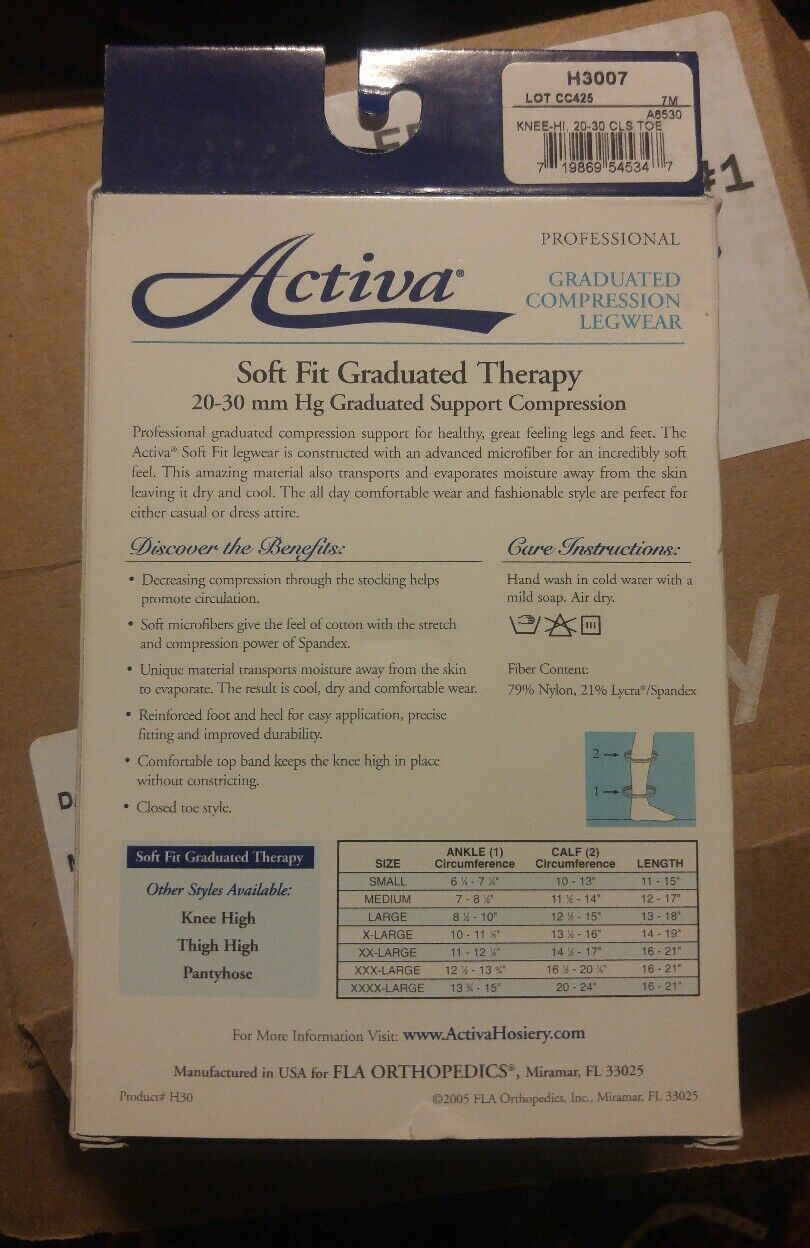 H3007
LOT CC425 7M
A6530
KNEE-HI, 20-30 CLS TOE
7 19869 54534 7
#1
Activa®
PROFESSIONAL
GRADUATED
COMPRESSION
LEGWEAR
Soft Fit Graduated Therapy
20-30 mm Hg Graduated Support Compression
Professional graduated compression support for healthy, great feeling legs and feet. The
Activa® Soft Fit legwear is constructed with an advanced microfiber for an incredibly soft
feel. This amazing material also transports and evaporates moisture away from the skin
leaving it dry and cool. The all day comfortable wear and fashionable style are perfect for
either casual or dress attire.
Discover the Benefits:
• Decreasing compression through the stocking helps
promote circulation.
• Soft microfibers give the feel of cotton with the stretch
and compression power of Spandex.
• Unique material transports moisture away from the skin
to evaporate. The result is cool, dry and comfortable wear.
• Reinforced foot and heel for easy application, precise
fitting and improved durability.
• Comfortable top band keeps the knee high in place
without constricting.
• Closed toe style.
Care Instructions:
Hand wash in cold water with a
mild soap. Air dry.
Fiber Content:
79% Nylon, 21% Lycra®/Spandex
2
1
Soft Fit Graduated Therapy
Other Styles Available:
Knee High
Thigh High
Pantyhose
SIZE ANKLE (1) Circumference CALF (2) Circumference LENGTH
SMALL 6 ¼ - 7 ¼" 10 - 13" 11 - 15"
MEDIUM 7 - 8 ½" 11 ½ - 14" 12 - 17"
LARGE 8 ½ - 10" 12 ½ - 15" 13 - 18"
X-LARGE 10 - 11 ½" 13 ½ - 16" 14 - 19"
XX-LARGE 11 - 12 ½" 14 ½ - 17" 16 - 21"
XXX-LARGE 12 ½ - 13 ¾" 16 ½ - 20 ¼" 16 - 21"
XXXX-LARGE 13 ¾ - 15" 20 - 24" 16 - 21"
For More Information Visit: www.ActivaHosiery.com
Manufactured in USA for FLA ORTHOPEDICS®, Miramar, FL 33025
Product# H30
©2005 FLA Orthopedics, Inc., Miramar, FL 33025